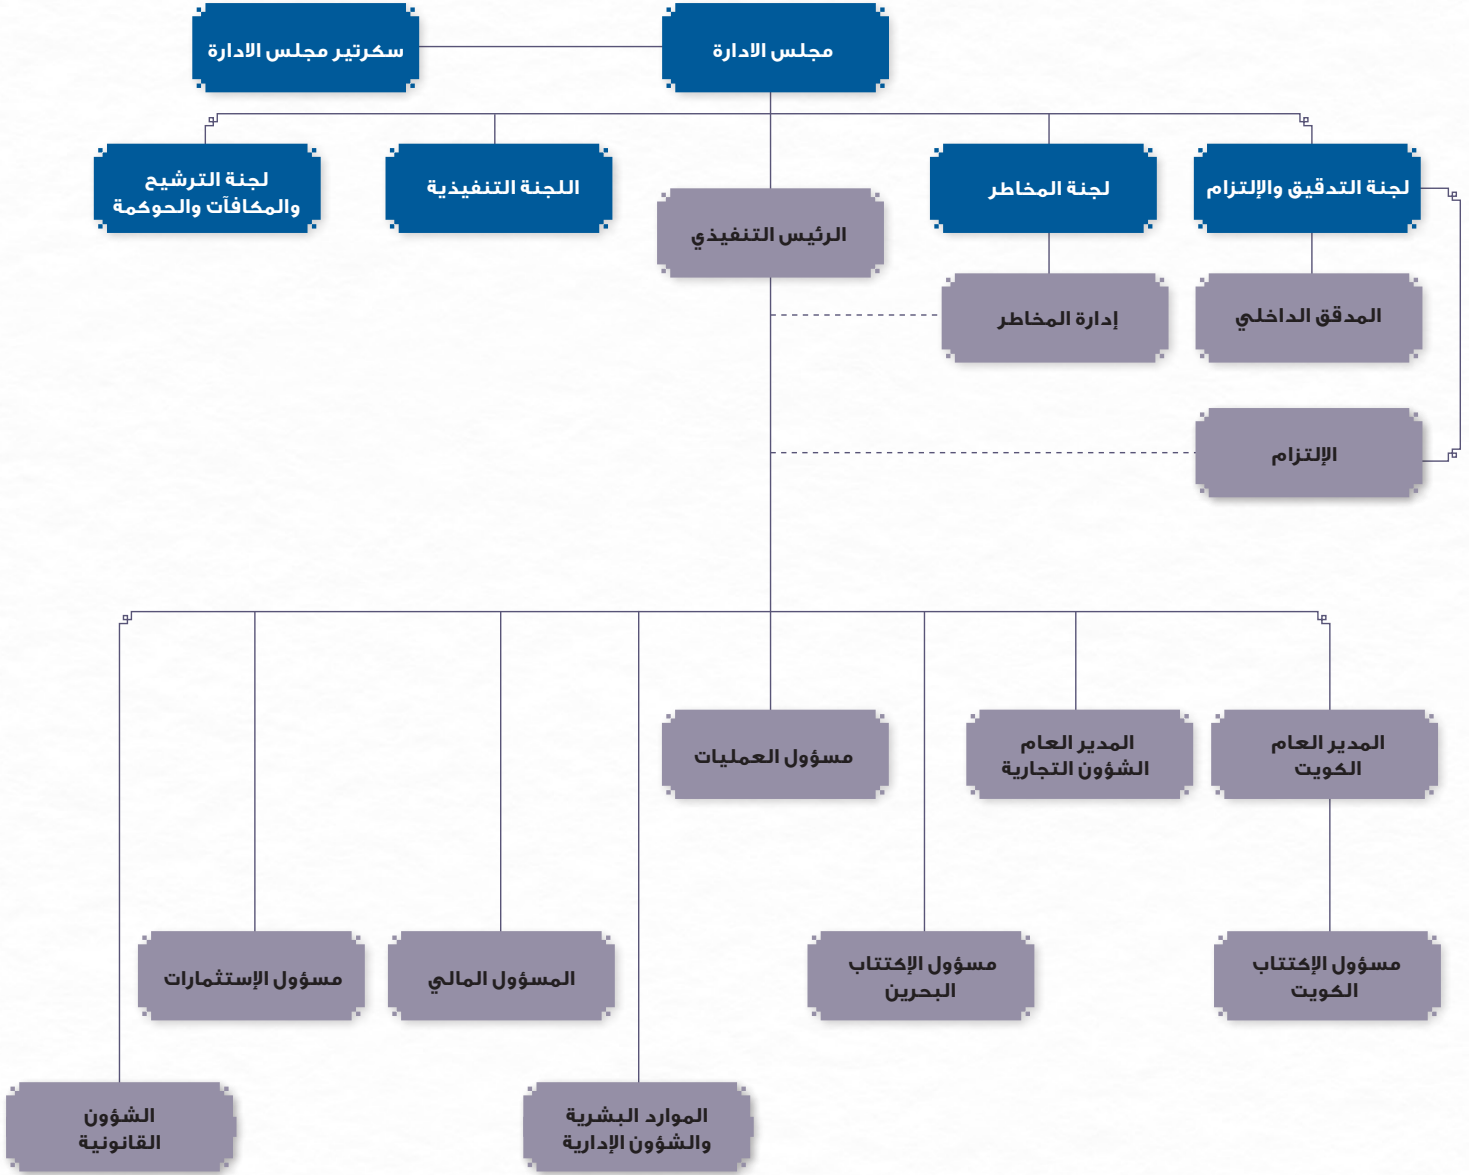 مجلس الادارة
سكرتير مجلس الادارة
لجنة التدقيق والإلتزام
لجنة المخاطر
اللجنة التنفيذية
لجنة الترشيح
والمكافآت والحوكمة
الرئيس التنفيذي
المدقق الداخلي
إدارة المخاطر
الإلتزام
المدير العام
الكويت
المدير العام
الشؤون التجارية
مسؤول العمليات
مسؤول الإكتتاب
الكويت
مسؤول الإكتتاب
البحرين
المسؤول المالي
مسؤول الإستثمارات
الموارد البشرية
والشؤون الإدارية
الشؤون
القانونية